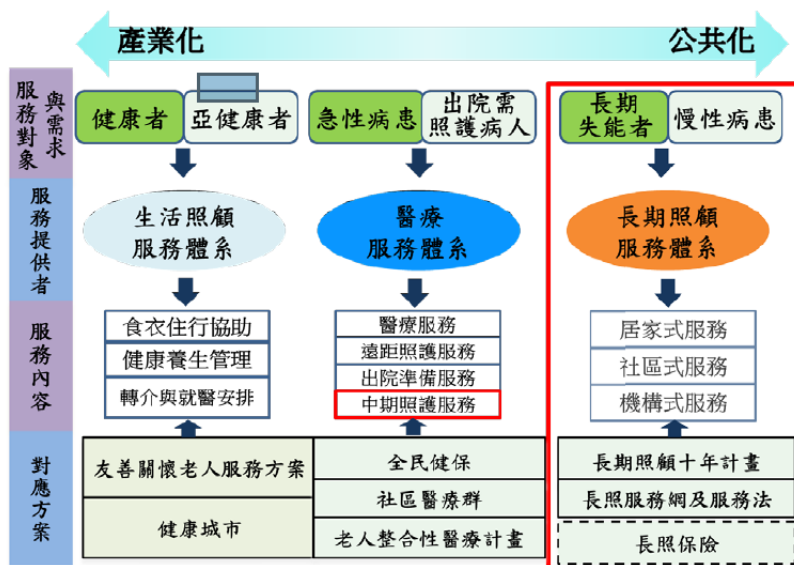 產業化
公共化
服務對象
與需求
健康者
亞健康者
急性病患
出院需
照護病人
長期
失能者
慢性病患
服務提供者
生活照顧
服務體系
醫療
服務體系
長期照顧
服務體系
服務內容
食衣住行協助
健康養生管理
轉介與就醫安排
醫療服務
遠距照護服務
出院準備服務
中期照護服務
居家式服務
社區式服務
機構式服務
對應方案
友善關懷老人服務方案
健康城市
全民健保
社區醫療群
老人整合性醫療計畫
長期照顧十年計畫
長照服務網及服務法
長照保險